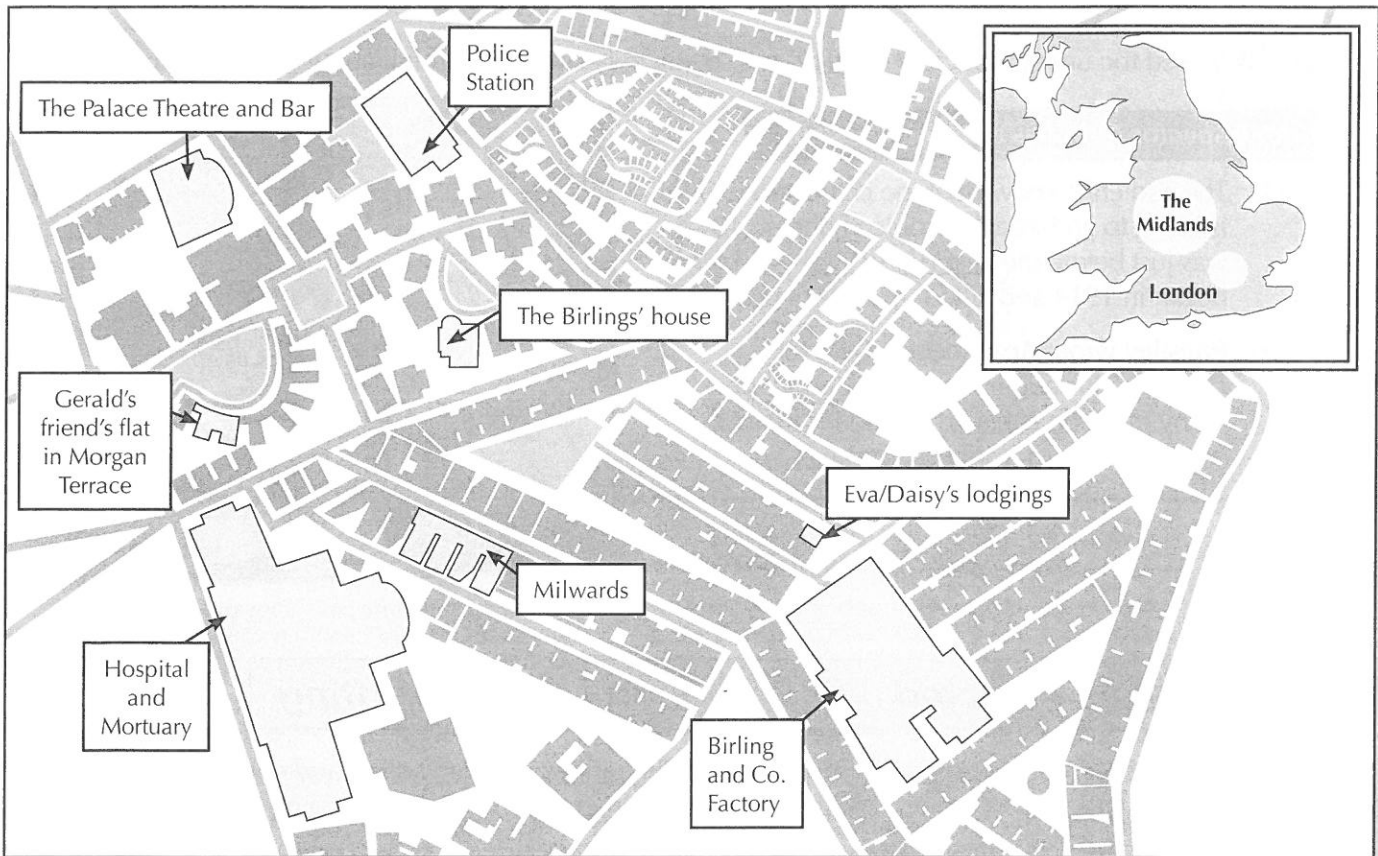 Police
Station
The Palace Theatre and Bar
The
Midlands
London
The Birlings' house
Gerald's
friend's flat
in Morgan
Terrace
Eva/Daisy's lodgings
Milwards
Hospital
and
Mortuary
Birling
and Co.
Factory